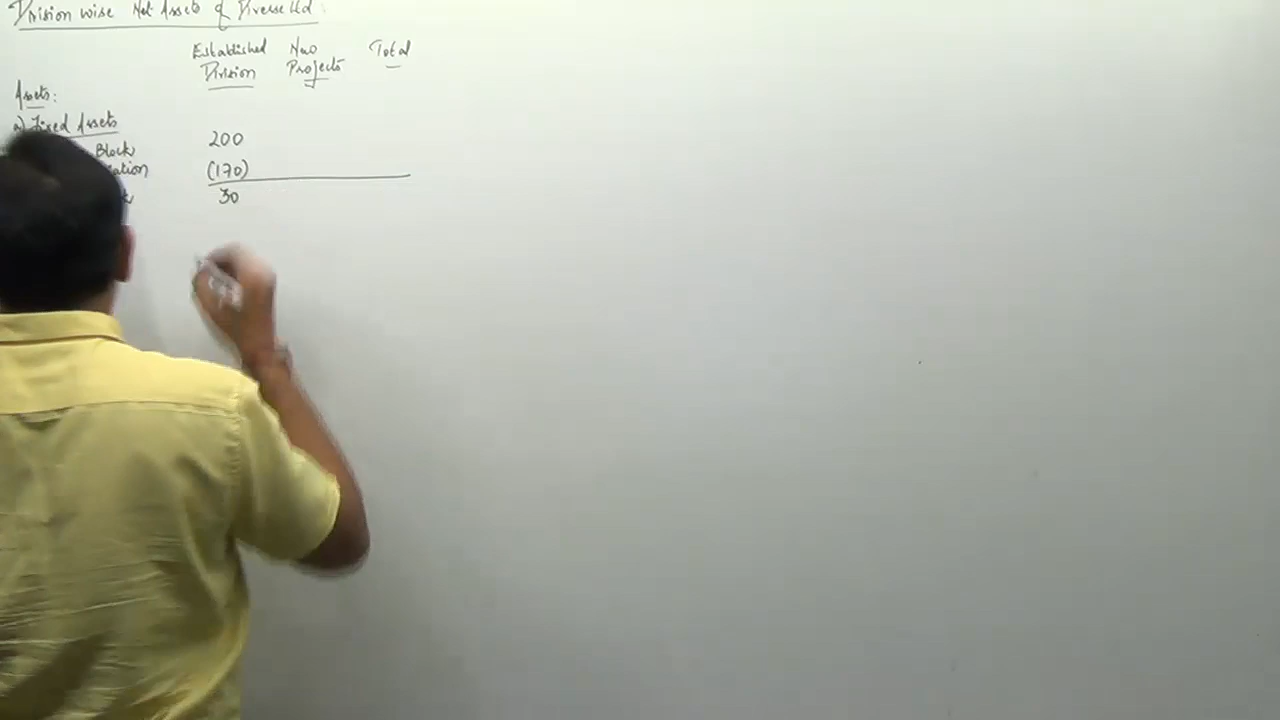 Division wise Net Assets of Diverse Ltd:
Established New Total
Division Projects
Assets:
a) Fixed Assets
Block 200
(170)
30